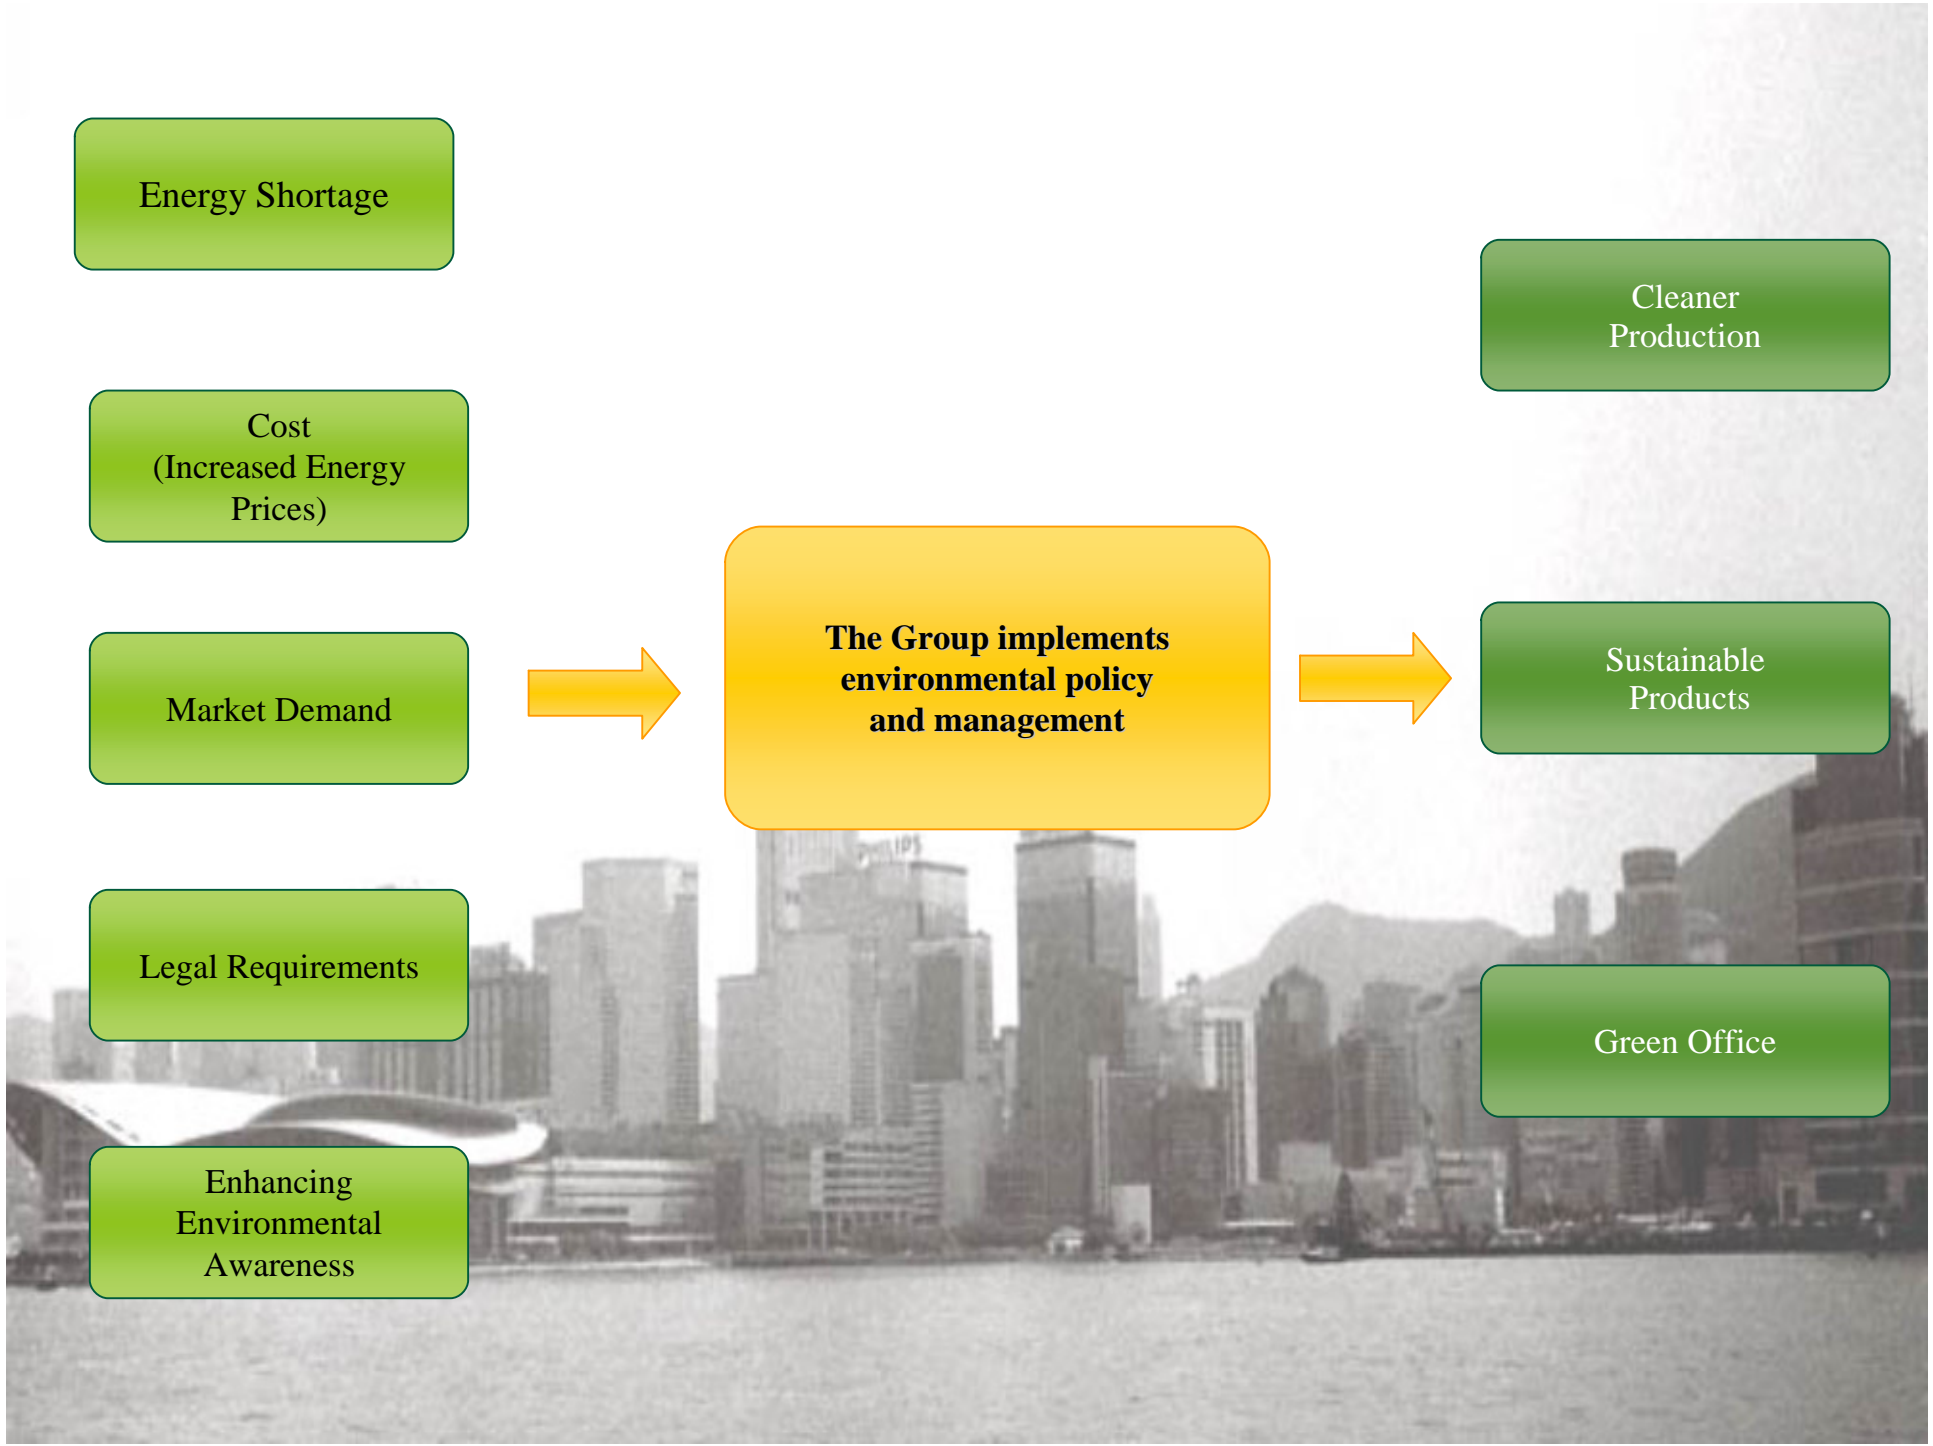 Energy Shortage
Cost
(Increased Energy
Prices)
Market Demand
Legal Requirements
Enhancing
Environmental
Awareness
The Group implements
environmental policy
and management
PHILIPS
Cleaner
Production
Sustainable
Products
Green Office